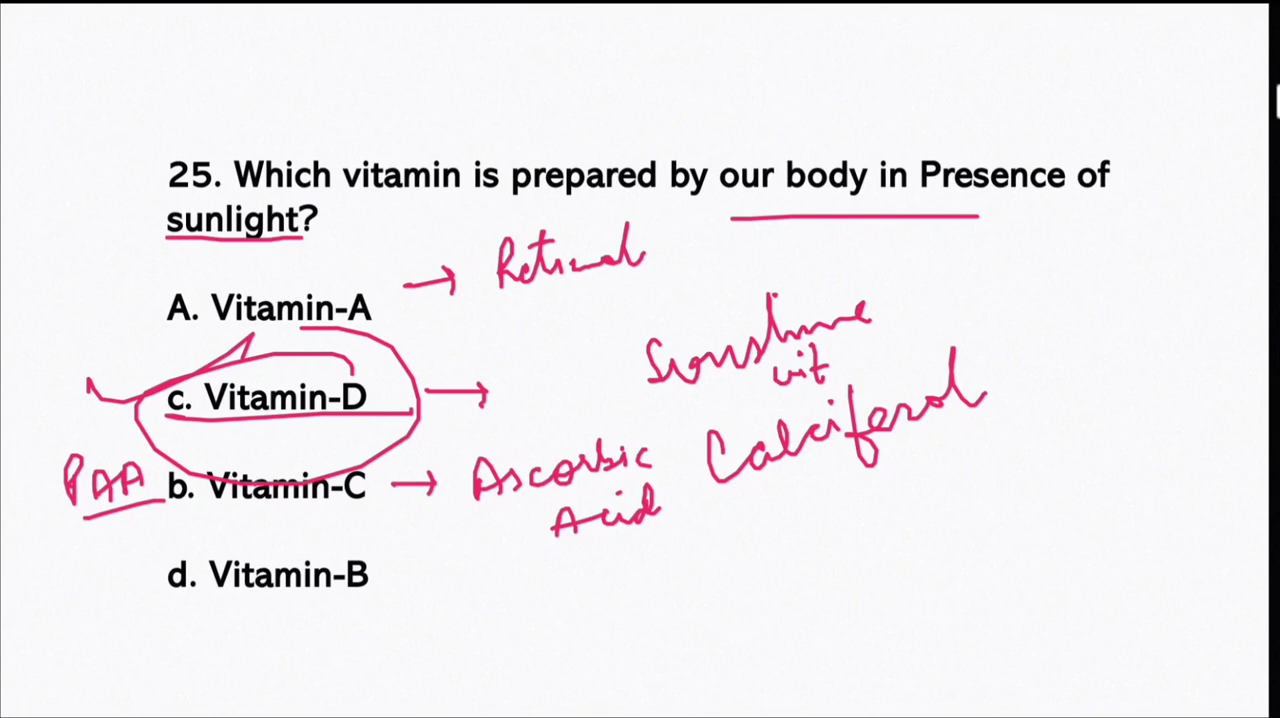 25. Which vitamin is prepared by our body in Presence of
sunlight?
A. Vitamin-A
→ Retinal
c. Vitamin-D
→
Sunshine
vit
Calciferol
PAA
b. Vitamin-C
→ Ascorbic
Acid
d. Vitamin-B